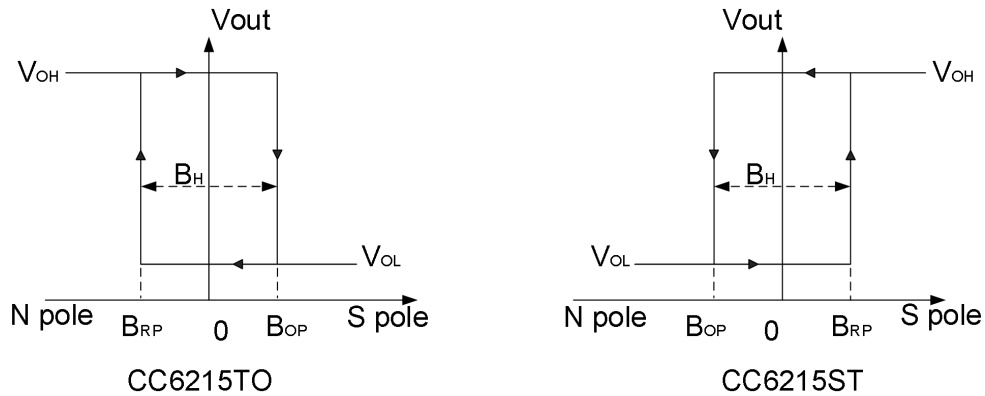 Vout
VOH
BH
VOL
N pole
BRP
0
BOP
S pole
CC6215TO
Vout
VOH
BH
VOL
N pole
BOP
0
BRP
S pole
CC6215ST